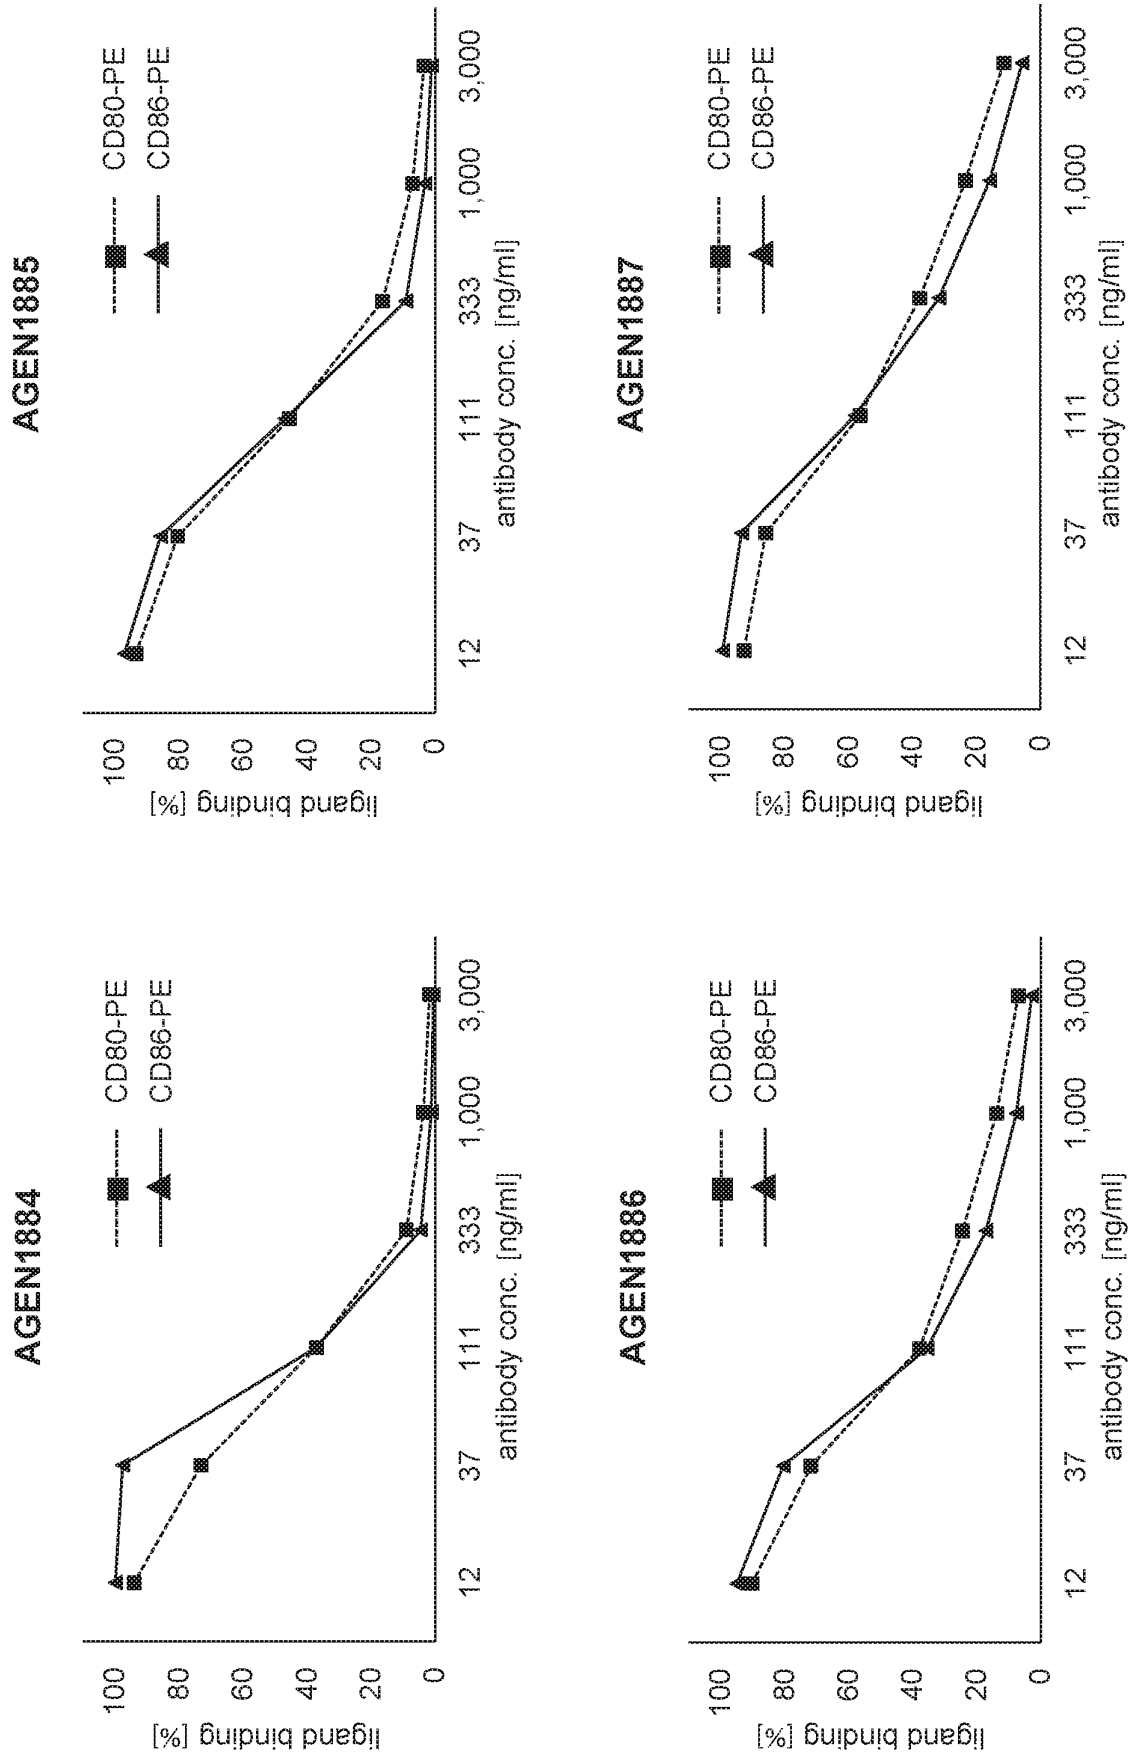 AGEN1884
CD80-PE
CD86-PE
ligand binding [%]
100
80
60
40
20
0
12 37 111 333 1,000 3,000
antibody conc. [ng/ml]
AGEN1885
CD80-PE
CD86-PE
ligand binding [%]
100
80
60
40
20
0
12 37 111 333 1,000 3,000
antibody conc. [ng/ml]
AGEN1886
CD80-PE
CD86-PE
ligand binding [%]
100
80
60
40
20
0
12 37 111 333 1,000 3,000
antibody conc. [ng/ml]
AGEN1887
CD80-PE
CD86-PE
ligand binding [%]
100
80
60
40
20
0
12 37 111 333 1,000 3,000
antibody conc. [ng/ml]